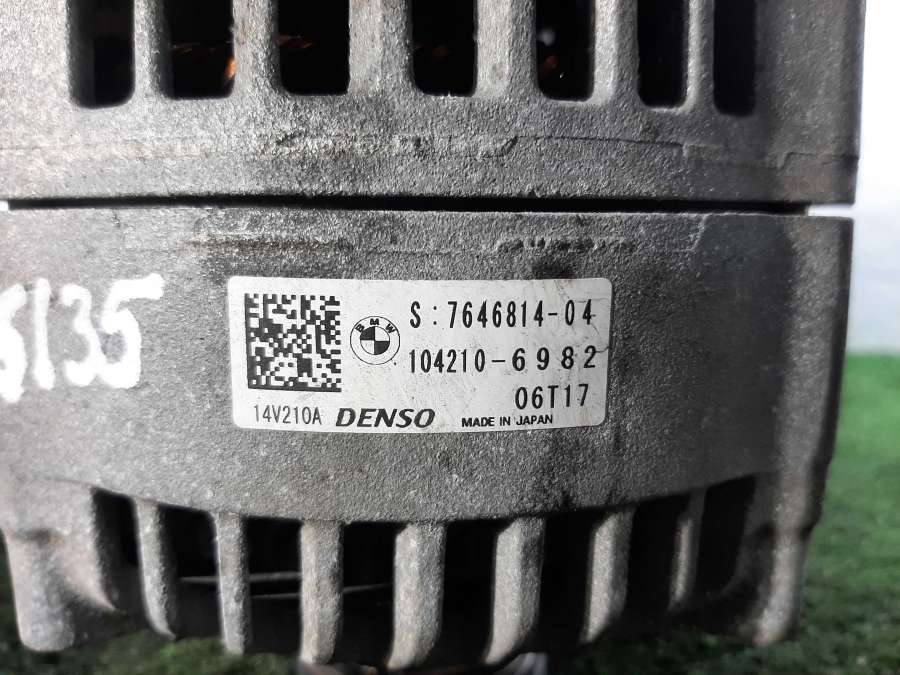 S : 7646814-04
BMW
104210-6982
06T17
14V210A DENSO MADE IN JAPAN
5135